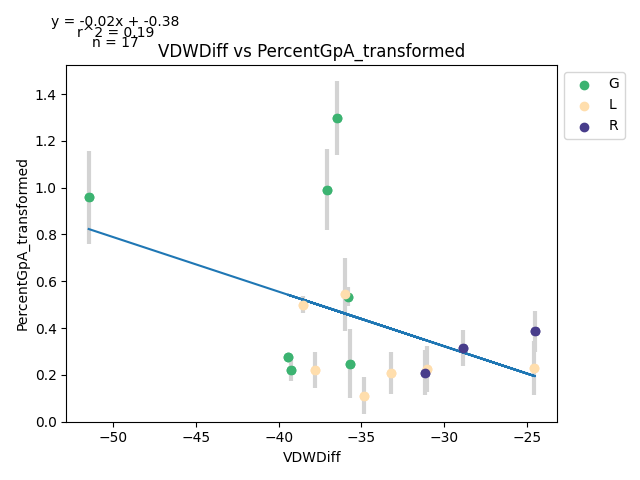 y = -0.02x + -0.38
r^2 = 0.19
n = 17
VDWDiff vs PercentGpA_transformed
G
L
R
PercentGpA_transformed
1.4
1.2
1.0
0.8
0.6
0.4
0.2
0.0
−50
−45
−40
−35
−30
−25
VDWDiff